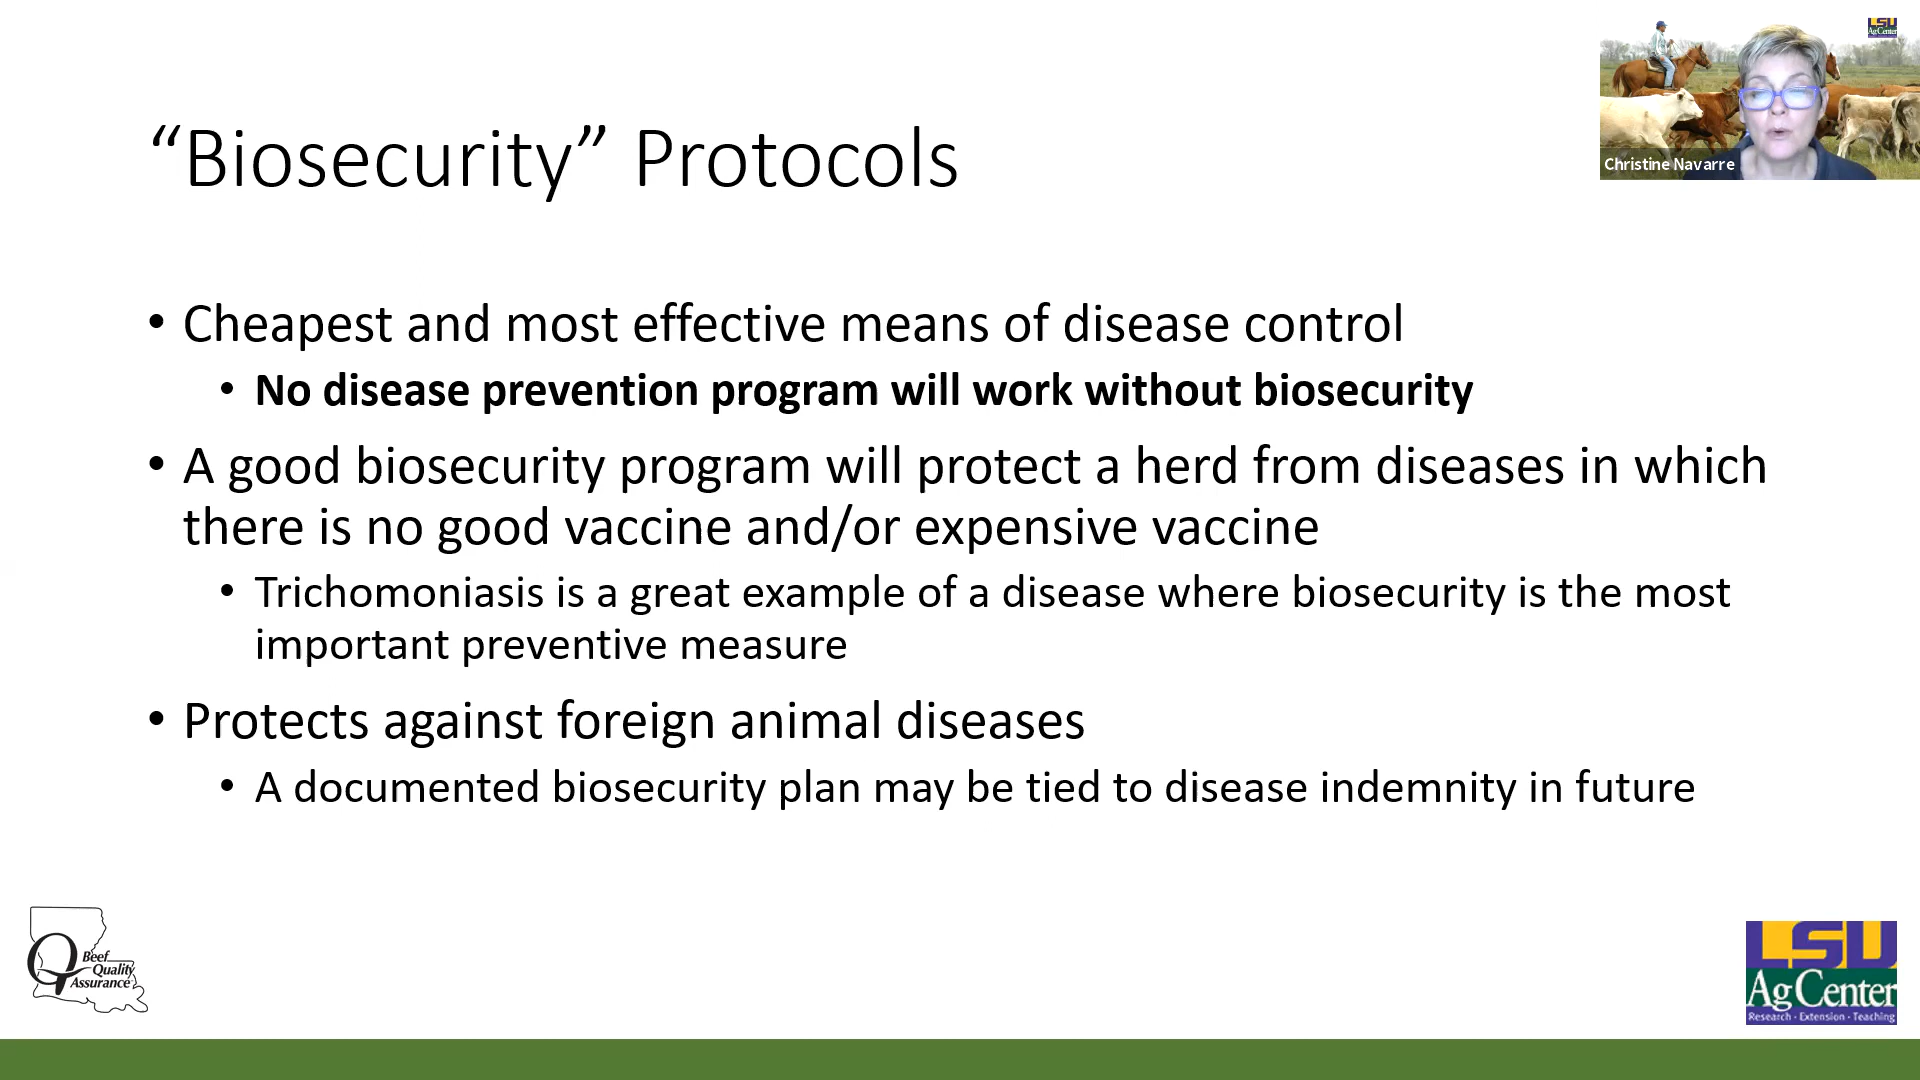 LSU
AgCenter
Christine Navarre
“Biosecurity” Protocols
• Cheapest and most effective means of disease control
• No disease prevention program will work without biosecurity
• A good biosecurity program will protect a herd from diseases in which
there is no good vaccine and/or expensive vaccine
• Trichomoniasis is a great example of a disease where biosecurity is the most
important preventive measure
• Protects against foreign animal diseases
• A documented biosecurity plan may be tied to disease indemnity in future
Q Beef
Quality
Assurance
LSU
AgCenter
Research · Extension · Teaching